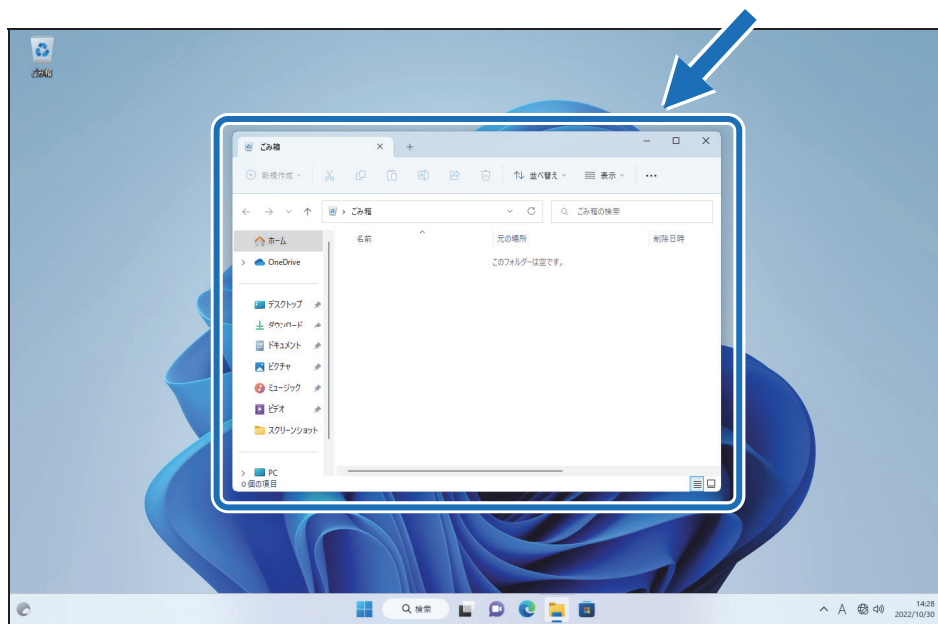 ごみ箱
ごみ箱
新規作成
並べ替え
表示
ごみ箱
ごみ箱の検索
ホーム
名前
元の場所
削除日時
OneDrive
このフォルダーは空です。
デスクトップ
ダウンロード
ドキュメント
ピクチャ
ミュージック
ビデオ
スクリーンショット
PC
0 個の項目
検索
A
14:28
2022/10/30